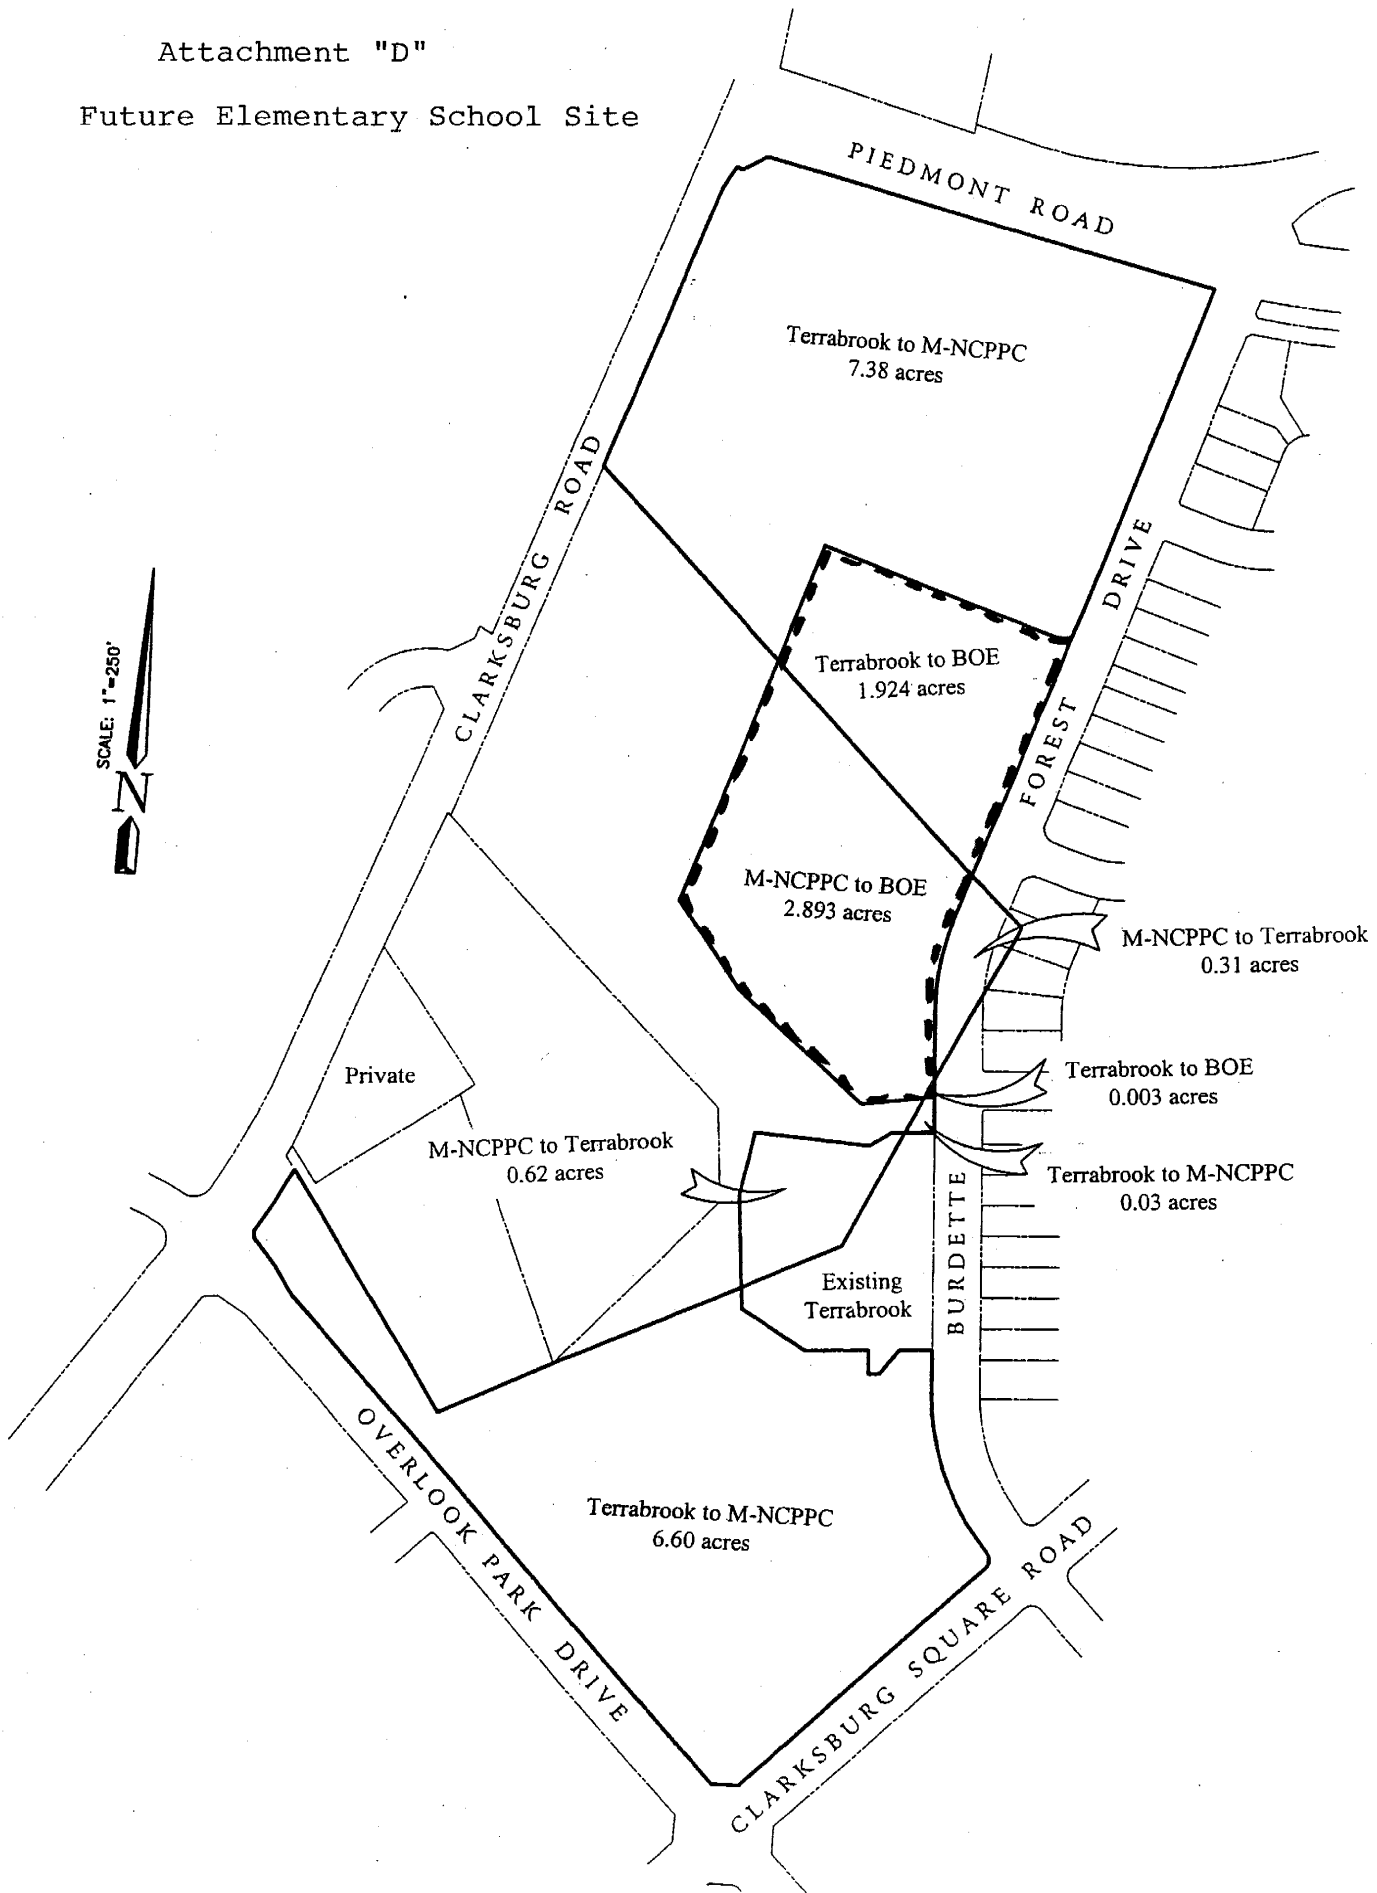 Attachment "D"
Future Elementary School Site
PIEDMONT ROAD
Terrabrook to M-NCPPC
7.38 acres
CLARKSBURG ROAD
SCALE: 1"=250'
N
Terrabrook to BOE
1.924 acres
FOREST DRIVE
M-NCPPC to BOE
2.893 acres
M-NCPPC to Terrabrook
0.31 acres
Private
Terrabrook to BOE
0.003 acres
M-NCPPC to Terrabrook
0.62 acres
Terrabrook to M-NCPPC
0.03 acres
BURDETTE
Existing
Terrabrook
OVERLOOK PARK DRIVE
Terrabrook to M-NCPPC
6.60 acres
CLARKSBURG SQUARE ROAD